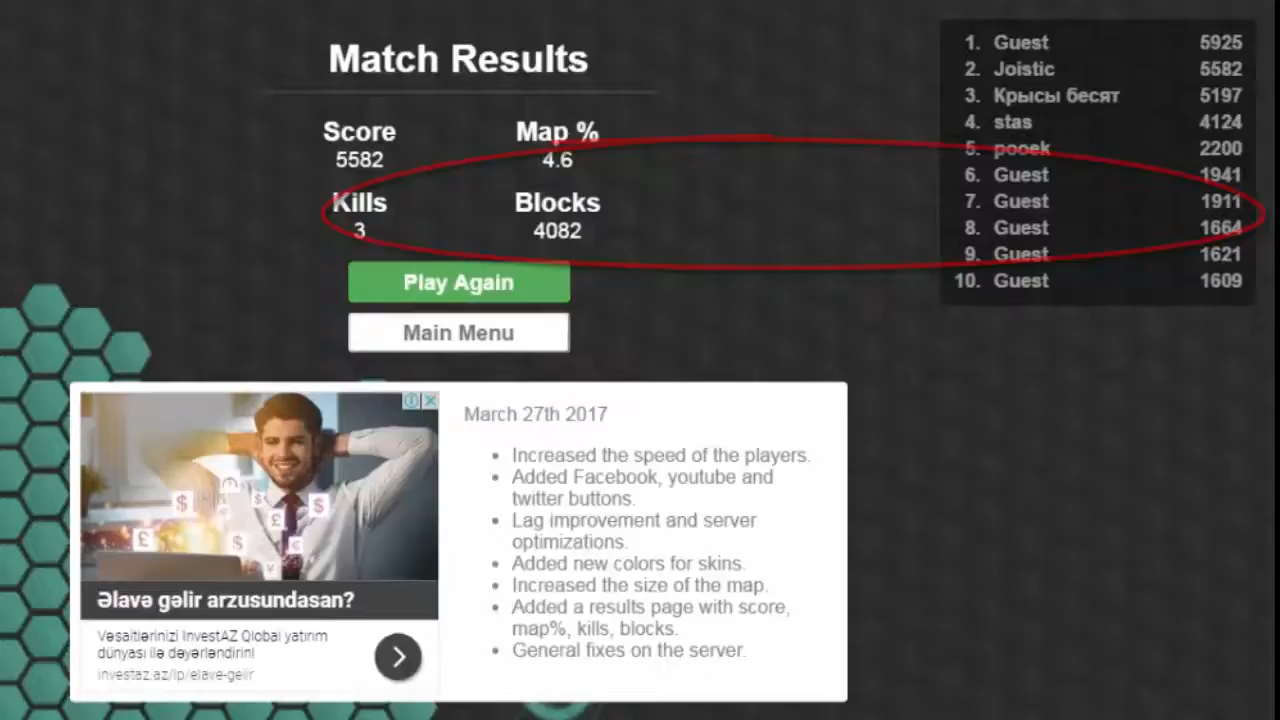 Match Results
Score Map %
5582 4.6
Kills Blocks
3 4082
Play Again
Main Menu
1. Guest 5925
2. Joistic 5582
3. Крысы бесят 5197
4. stas 4124
5. pooek 2200
6. Guest 1941
7. Guest 1911
8. Guest 1664
9. Guest 1621
10. Guest 1609
Əlavə gəlir arzusundasan?
Vəsaitlərinizi InvestAZ Qlobal yatırım
dünyası ilə dəyərləndirin!
investaz.az/lp/elave-gelir
March 27th 2017
• Increased the speed of the players.
• Added Facebook, youtube and
twitter buttons.
• Lag improvement and server
optimizations.
• Added new colors for skins.
• Increased the size of the map.
• Added a results page with score,
map%, kills, blocks.
• General fixes on the server.